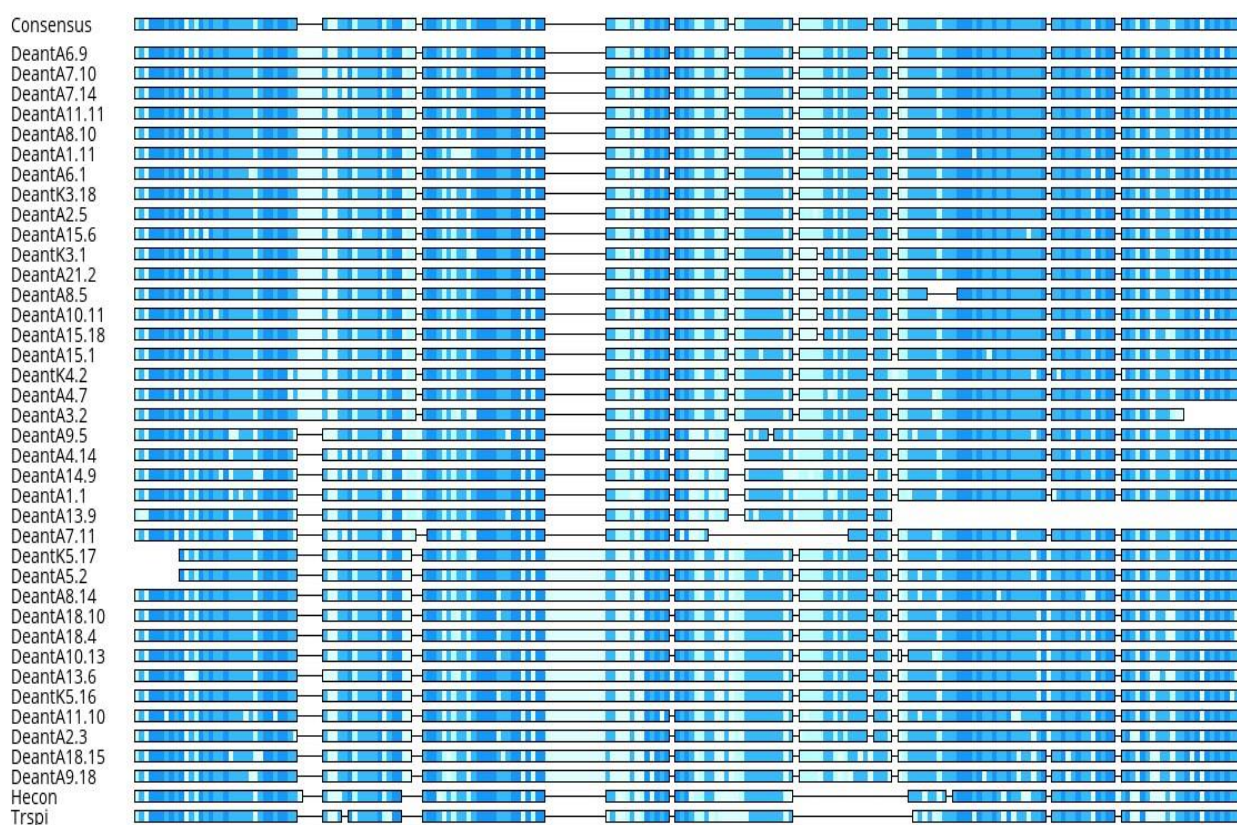 Consensus
DeantA6.9
DeantA7.10
DeantA7.14
DeantA11.11
DeantA8.10
DeantA1.11
DeantA6.1
DeantK3.18
DeantA2.5
DeantA15.6
DeantK3.1
DeantA21.2
DeantA8.5
DeantA10.11
DeantA15.18
DeantA15.1
DeantK4.2
DeantA4.7
DeantA3.2
DeantA9.5
DeantA4.14
DeantA14.9
DeantA1.1
DeantA13.9
DeantA7.11
DeantK5.17
DeantA5.2
DeantA8.14
DeantA18.10
DeantA18.4
DeantA10.13
DeantA13.6
DeantK5.16
DeantA11.10
DeantA2.3
DeantA18.15
DeantA9.18
Hecon
Trspi